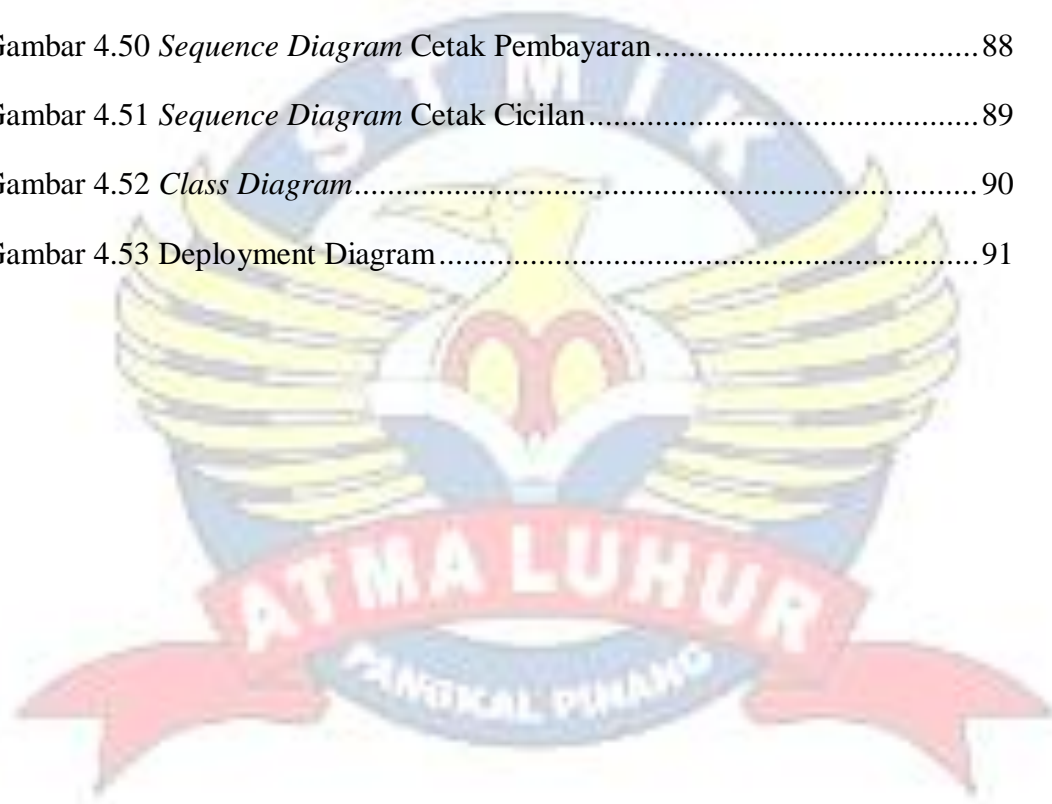 Gambar 4.50 Sequence Diagram Cetak Pembayaran.......................................88
Gambar 4.51 Sequence Diagram Cetak Cicilan...............................................89
Gambar 4.52 Class Diagram...........................................................................90
Gambar 4.53 Deployment Diagram.................................................................91
STMIK
ATMA LUHUR
PANGKAL PINANG